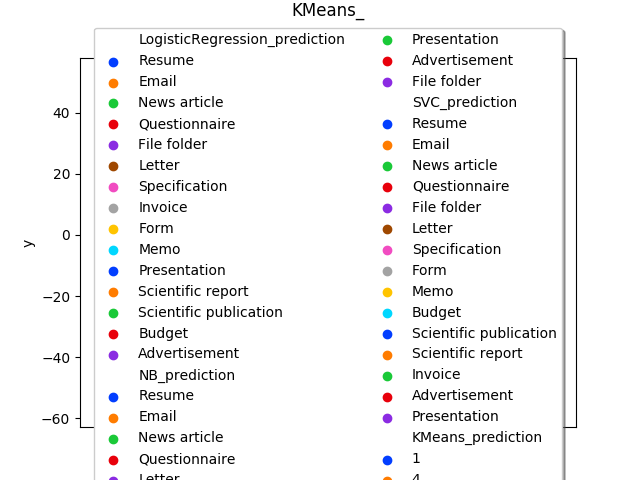 KMeans_
LogisticRegression_prediction
Resume
Email
News article
Questionnaire
File folder
Letter
Specification
Invoice
Form
Memo
Presentation
Scientific report
Scientific publication
Budget
Advertisement
NB_prediction
Resume
Email
News article
Questionnaire
Letter
Presentation
Advertisement
File folder
SVC_prediction
Resume
Email
News article
Questionnaire
File folder
Letter
Specification
Form
Memo
Budget
Scientific publication
Scientific report
Invoice
Advertisement
Presentation
KMeans_prediction
1
4
40
20
0
−20
−40
−60
y